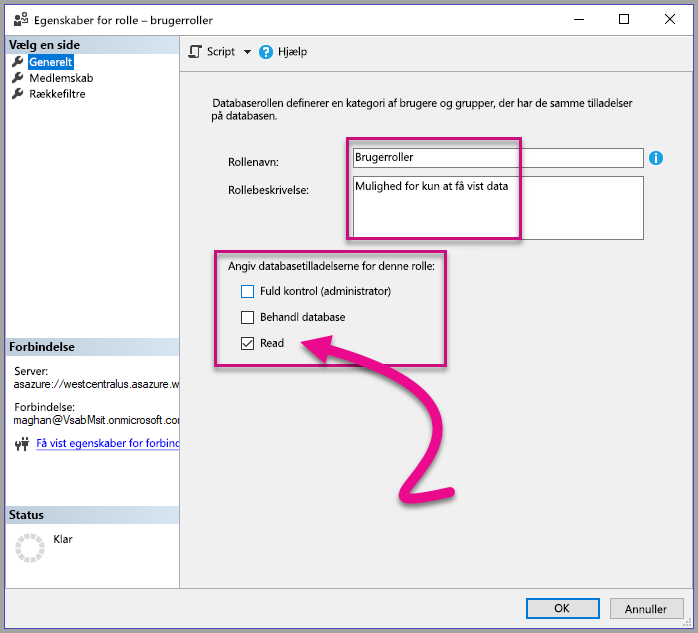 Egenskaber for rolle – brugerroller
Vælg en side
Generelt
Medlemskab
Rækkefiltre
Script
Hjælp
Databaserollen definerer en kategori af brugere og grupper, der har de samme tilladelser
på databasen.
Rollenavn:
Brugerroller
Rollebeskrivelse:
Mulighed for kun at få vist data
Angiv databasetilladelserne for denne rolle:
Fuld kontrol (administrator)
Behandl database
Read
Forbindelse
Server:
asazure://westcentralus.asazure.w
Forbindelse:
maghan@VsabMsit.onmicrosoft.co
Få vist egenskaber for forbind
Status
Klar
OK
Annuller